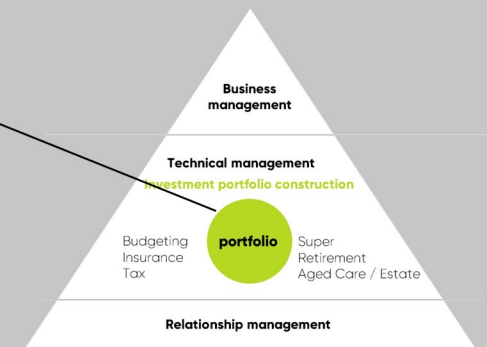 Business
management
Technical management
Investment portfolio construction
Budgeting
Insurance
Tax
portfolio
Super
Retirement
Aged Care / Estate
Relationship management